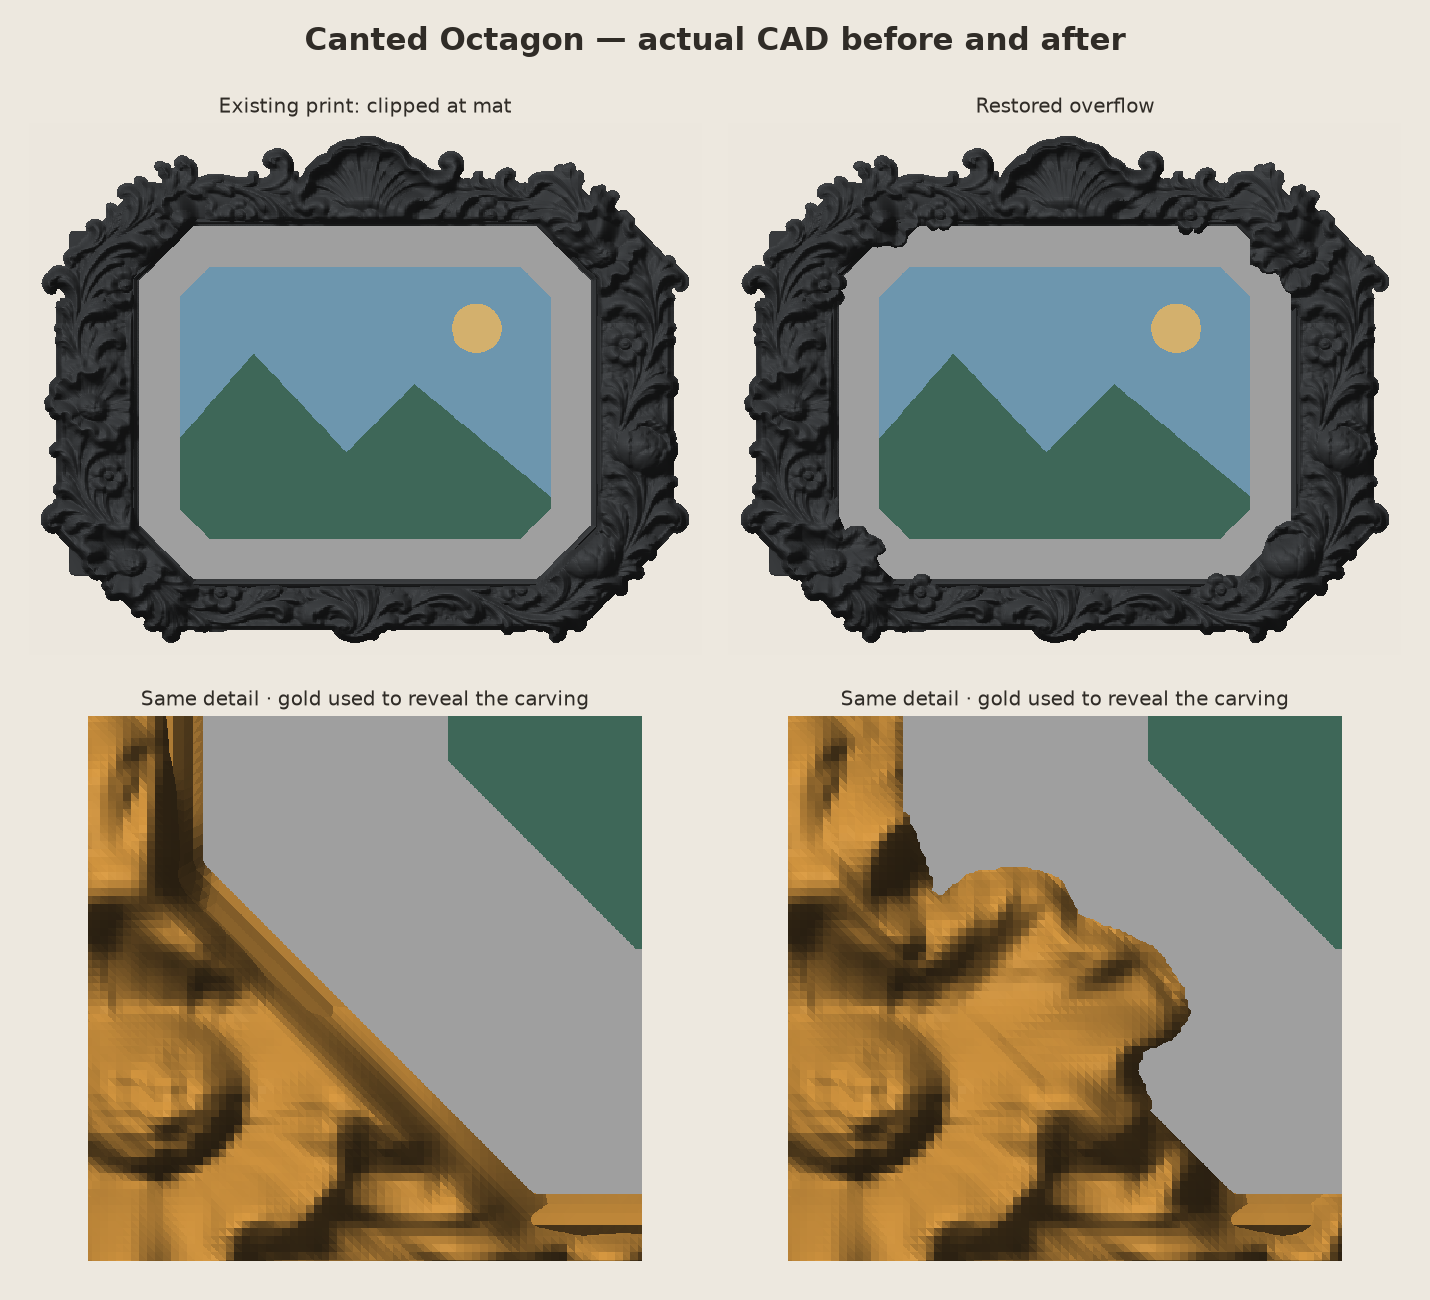 Canted Octagon — actual CAD before and after
Existing print: clipped at mat
Restored overflow
Same detail · gold used to reveal the carving
Same detail · gold used to reveal the carving